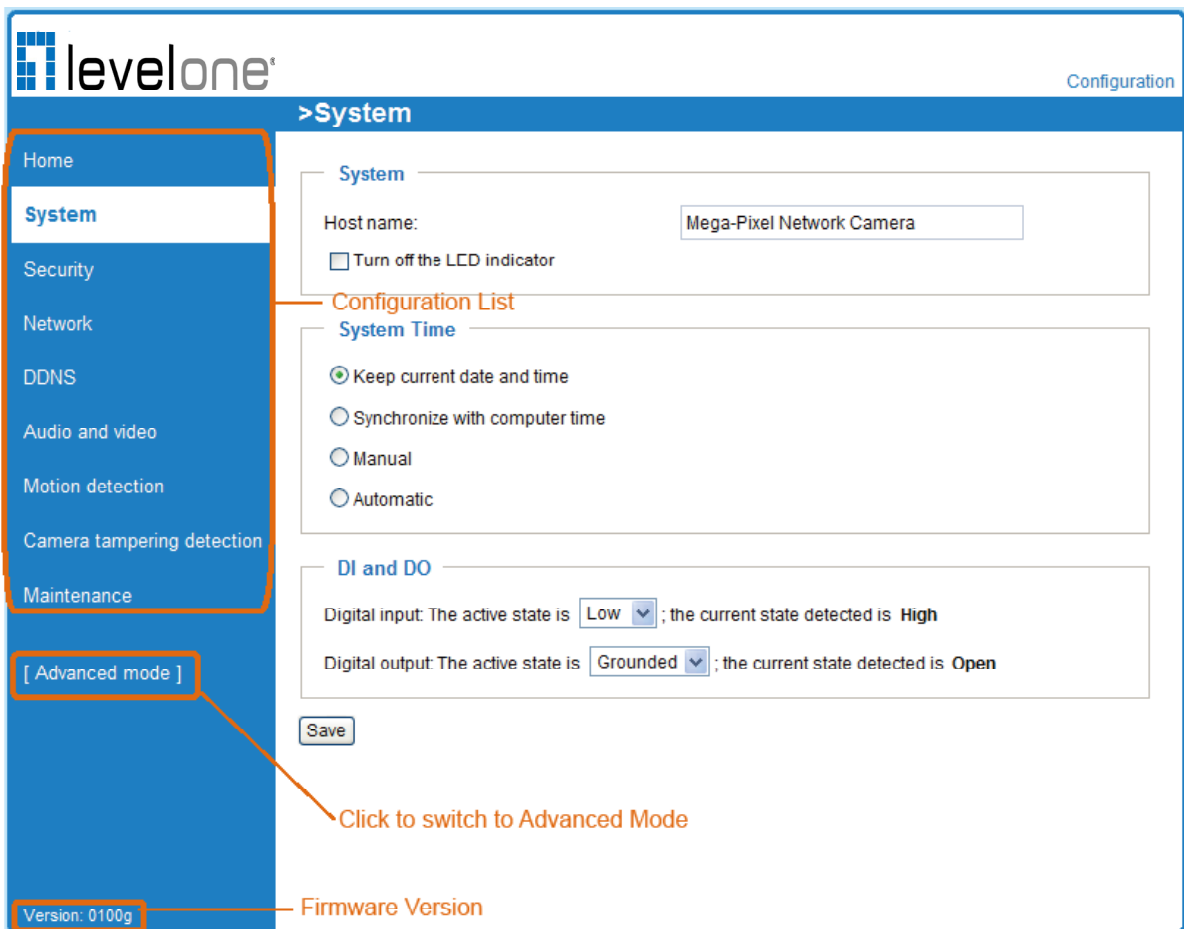 levelone®
Configuration
>System
Home
System
Security
Network
DDNS
Audio and video
Motion detection
Camera tampering detection
Maintenance
[ Advanced mode ]
Version: 0100g
System
Host name: Mega-Pixel Network Camera
Turn off the LED indicator
Configuration List
System Time
Keep current date and time
Synchronize with computer time
Manual
Automatic
DI and DO
Digital input: The active state is Low ; the current state detected is High
Digital output: The active state is Grounded ; the current state detected is Open
Save
Click to switch to Advanced Mode
Firmware Version